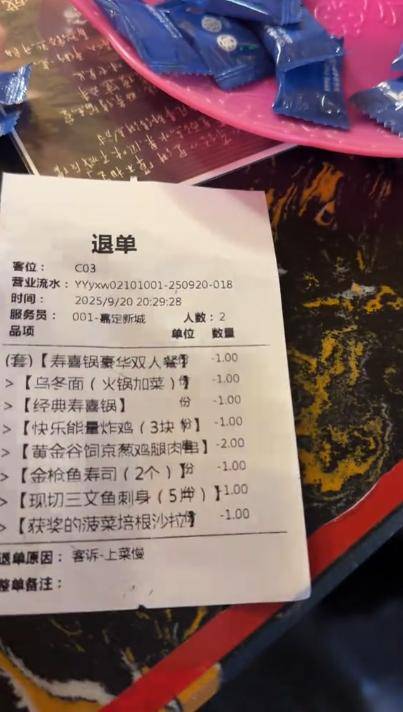 退单
客位： C03
营业流水：YYyxw02101001-250920-018
时间： 2025/9/20 20:29:28
服务员： 001-嘉定新城 人数：2
品项 单位 数量
(套)【寿喜锅豪华双人餐】 -1.00
>【乌冬面（火锅加菜）】 -1.00
>【经典寿喜锅】 份 -1.00
>【快乐能量炸鸡（3块）】 -1.00
>【黄金谷饲京葱鸡腿肉串】 -2.00
>【金枪鱼寿司（2个）】 -1.00
>【现切三文鱼刺身（5片）】 -1.00
>【获奖的菠菜培根沙拉】 -1.00
退单原因： 客诉-上菜慢
整单备注：